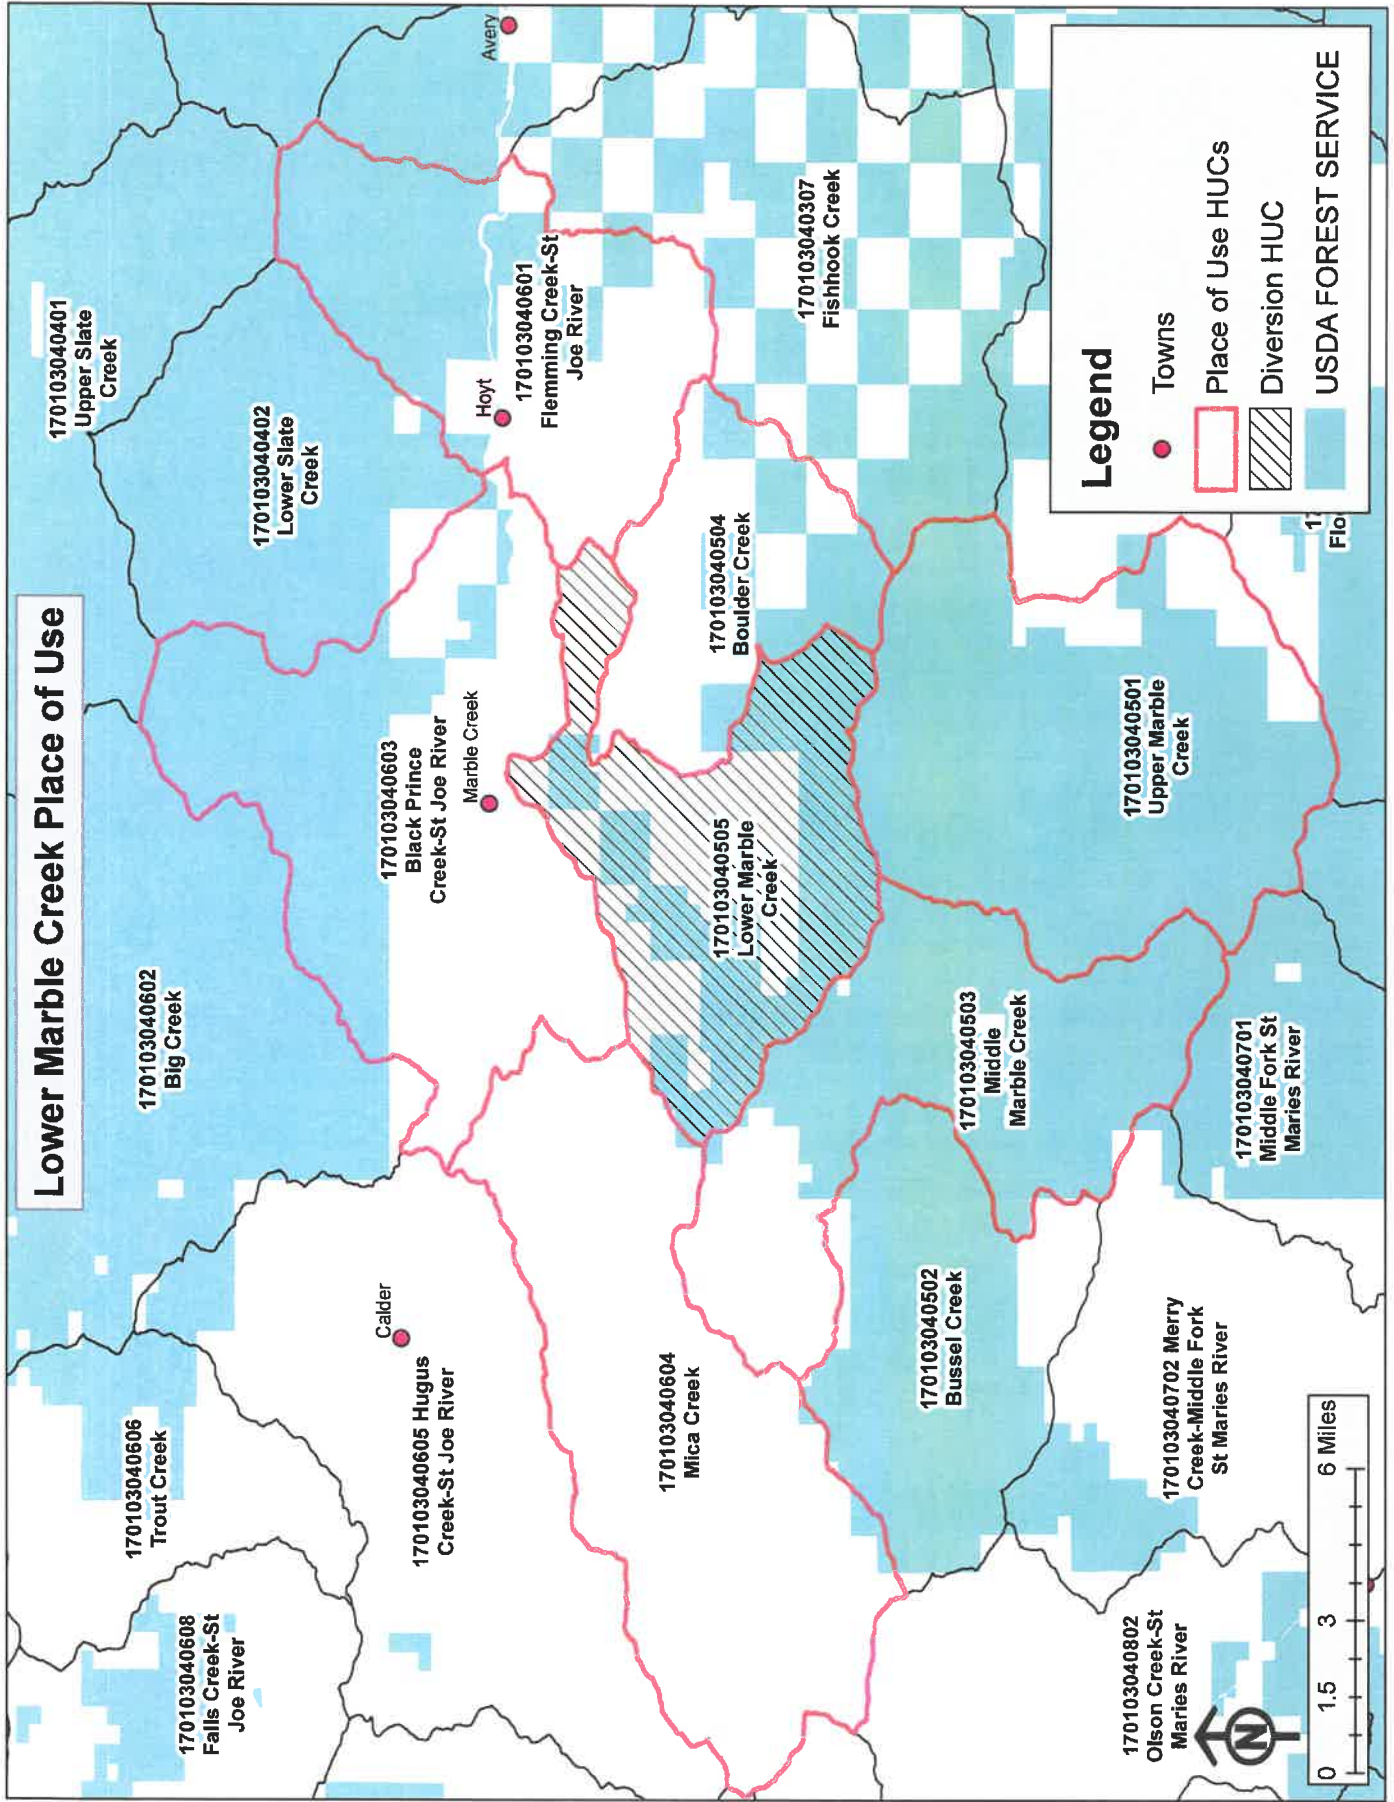 Lower Marble Creek Place of Use
170103040401
Upper Slate
Creek
170103040402
Lower Slate
Creek
170103040602
Big Creek
170103040606
Trout Creek
170103040608
Falls Creek-St
Joe River
Avery
Hoyt
170103040601
Flemming Creek-St
Joe River
170103040603
Black Prince
Creek-St Joe River
Marble Creek
Calder
170103040605 Hugus
Creek-St Joe River
170103040307
Fishhook Creek
170103040504
Boulder Creek
170103040505
Lower Marble
Creek
170103040604
Mica Creek
170103040502
Bussel Creek
170103040503
Middle
Marble Creek
170103040501
Upper Marble
Creek
170103040701
Middle Fork St
Maries River
170103040702 Merry
Creek-Middle Fork
St Maries River
170103040802
Olson Creek-St
Maries River
17
Floo
N
0 1.5 3 6 Miles
Legend
Towns
Place of Use HUCs
Diversion HUC
USDA FOREST SERVICE